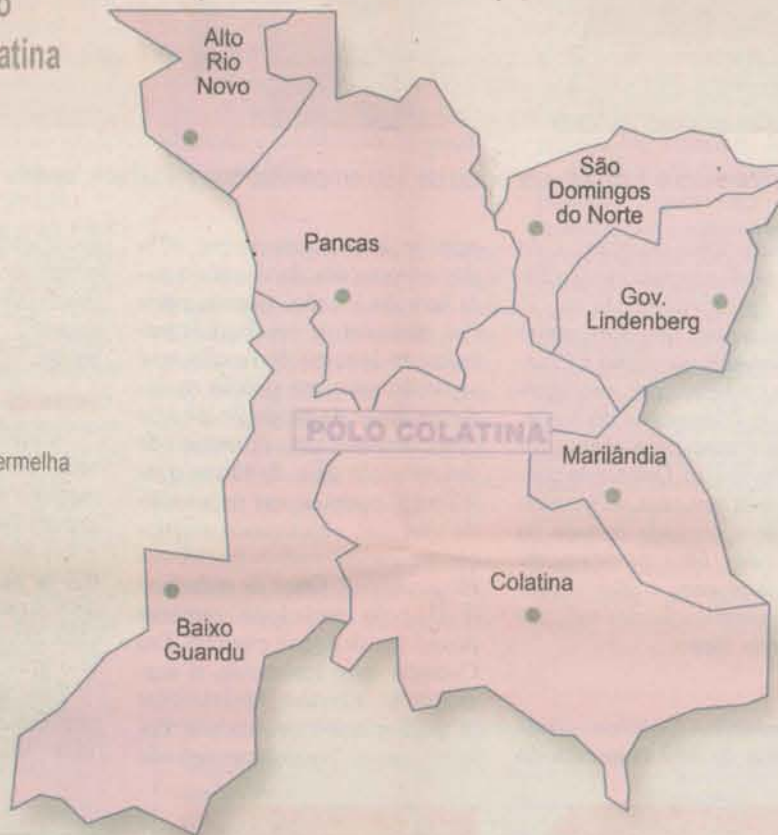 atina
Alto
Rio
Novo
São
Domingos
do Norte
Pancas
Gov.
Lindenberg
PÓLO COLATINA
Marilândia
ermelha
Colatina
Baixo
Guandu